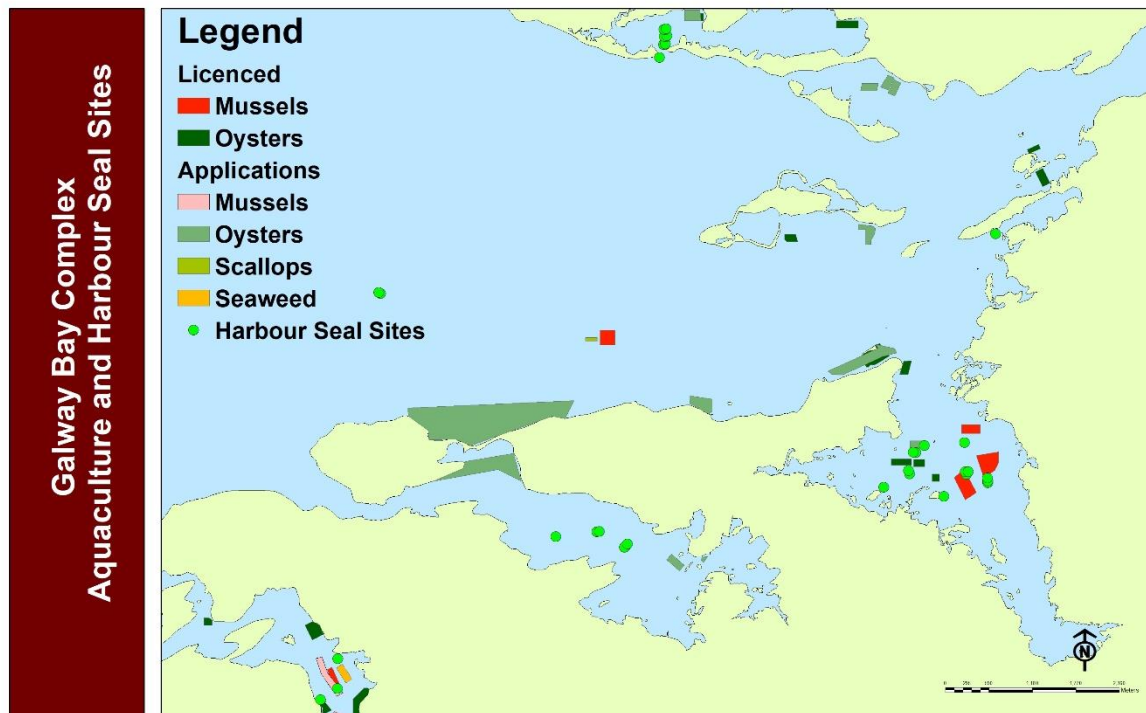 Galway Bay Complex
Aquaculture and Harbour Seal Sites
Legend
Licenced
Mussels
Oysters
Applications
Mussels
Oysters
Scallops
Seaweed
Harbour Seal Sites
N
Meters